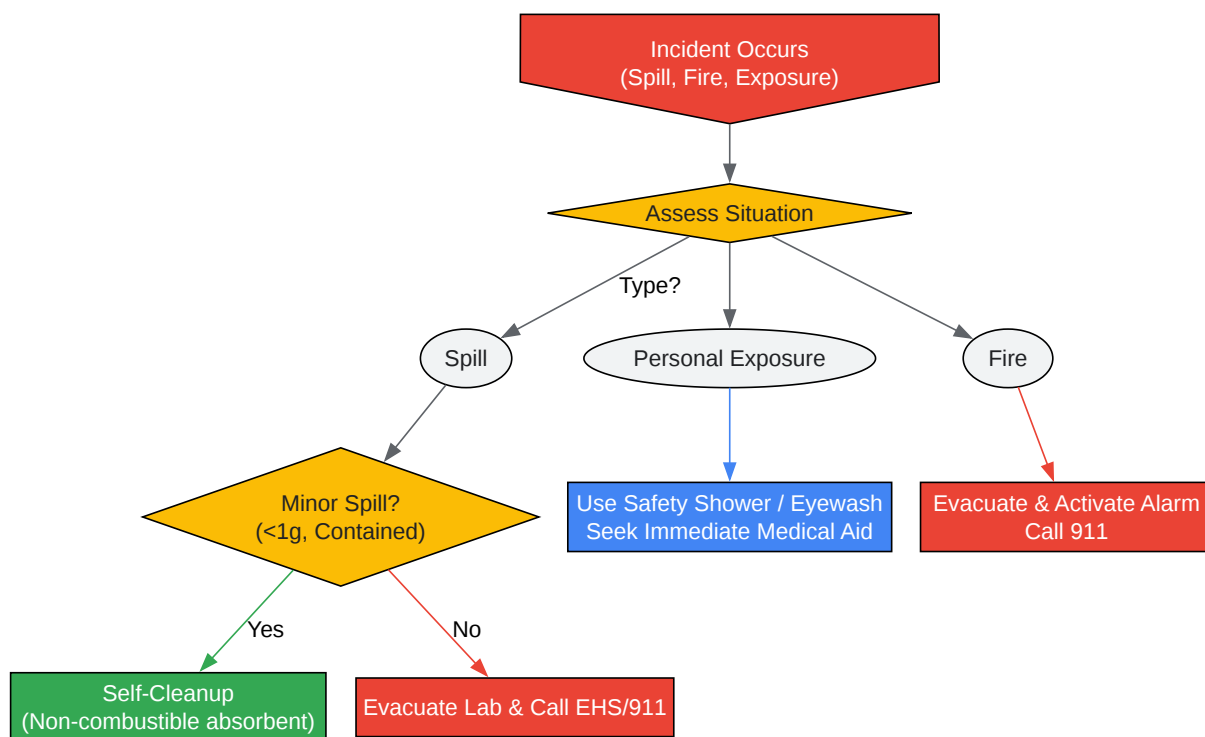 Incident Occurs
(Spill, Fire, Exposure)
Assess Situation
Type?
Spill
Personal Exposure
Fire
Minor Spill?
(<1g, Contained)
Use Safety Shower / Eyewash
Seek Immediate Medical Aid
Evacuate & Activate Alarm
Call 911
Yes
No
Self-Cleanup
(Non-combustible absorbent)
Evacuate Lab & Call EHS/911